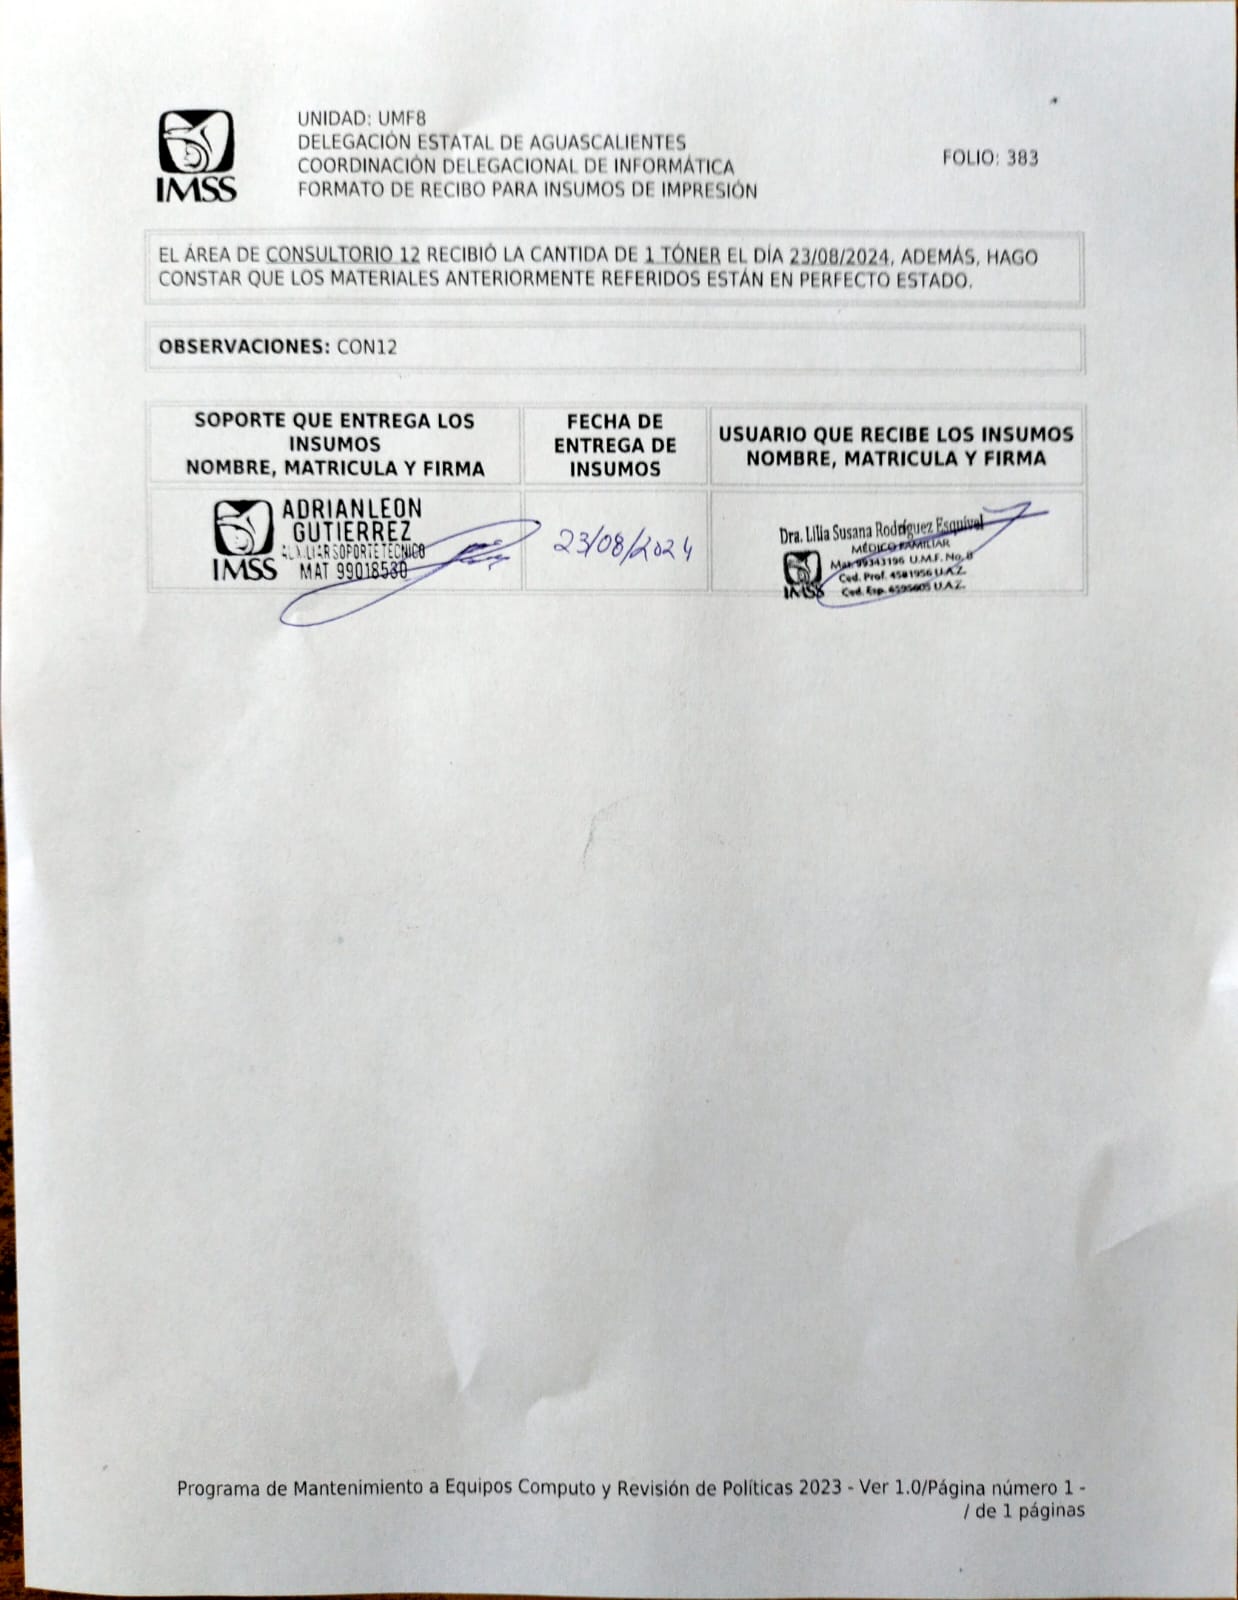 IMSS
UNIDAD: UMF8
DELEGACIÓN ESTATAL DE AGUASCALIENTES
COORDINACIÓN DELEGACIONAL DE INFORMÁTICA
FORMATO DE RECIBO PARA INSUMOS DE IMPRESIÓN
FOLIO: 383
EL ÁREA DE CONSULTORIO 12 RECIBIÓ LA CANTIDA DE 1 TÓNER EL DÍA 23/08/2024, ADEMÁS, HAGO
CONSTAR QUE LOS MATERIALES ANTERIORMENTE REFERIDOS ESTÁN EN PERFECTO ESTADO.
OBSERVACIONES: CON12
SOPORTE QUE ENTREGA LOS
INSUMOS
NOMBRE, MATRICULA Y FIRMA
FECHA DE
ENTREGA DE
INSUMOS
USUARIO QUE RECIBE LOS INSUMOS
NOMBRE, MATRICULA Y FIRMA
IMSS
ADRIAN LEON
GUTIERREZ
AUXILIAR SOPORTE TECNICO
MAT 99018530
23/08/2024
Dra. Lilia Susana Rodríguez Esquivel
MÉDICO FAMILIAR
Mat. 99343196 U.M.F. No. 8
Ced. Prof. 4581956 U.A.Z.
Ced. Esp. U.A.Z.
IMSS
Programa de Mantenimiento a Equipos Computo y Revisión de Políticas 2023 - Ver 1.0/Página número 1 -
/ de 1 páginas